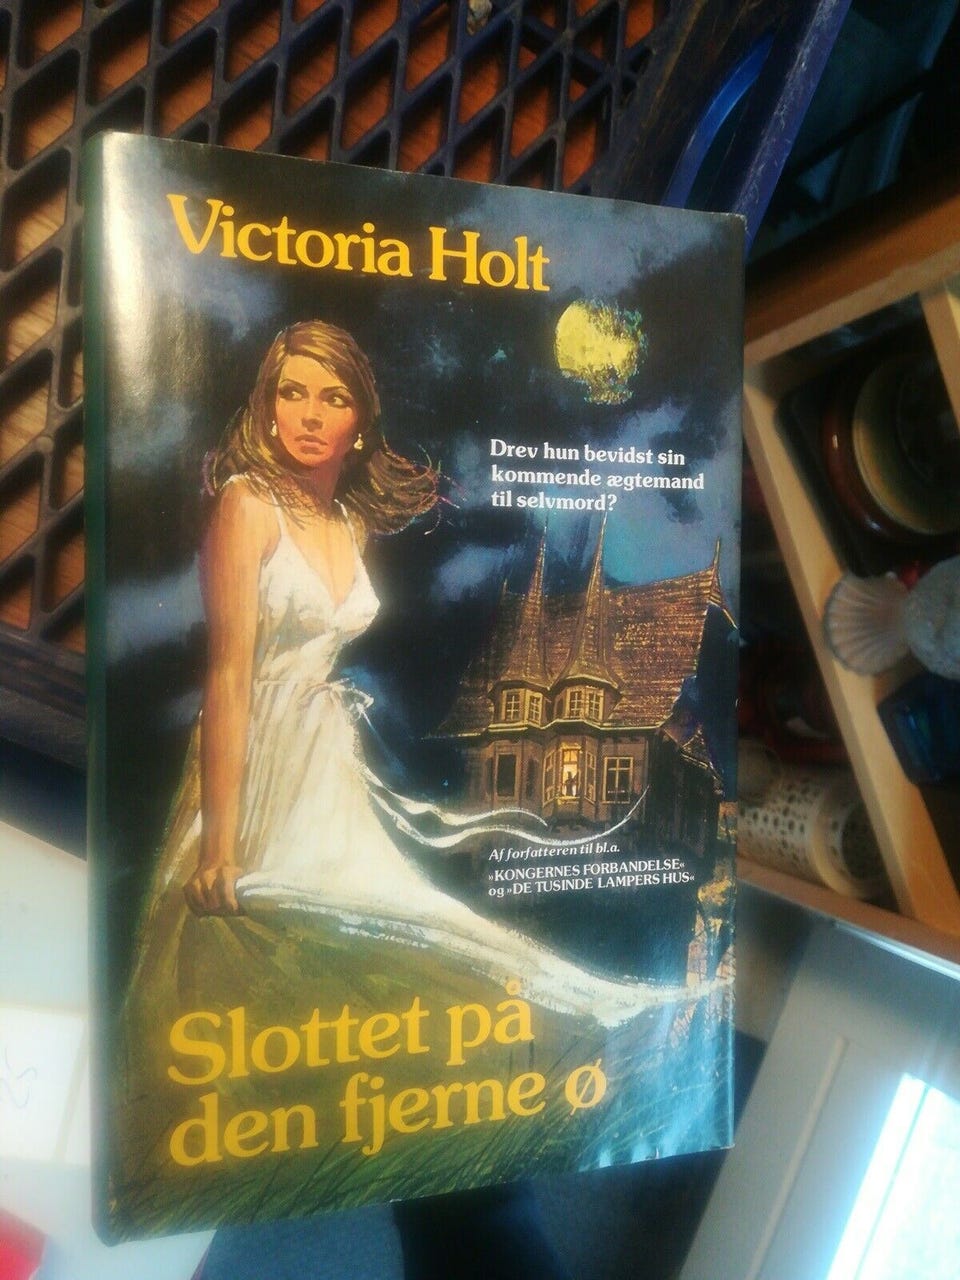 Victoria Holt
Drev hun bevidst sin
kommende ægtemand
til selvmord?
Af forfatteren til bl.a.
»KONGERNES FORBANDELSE«
og »DE TUSINDE LAMPERS HUS«
Slottet på
den fjerne ø